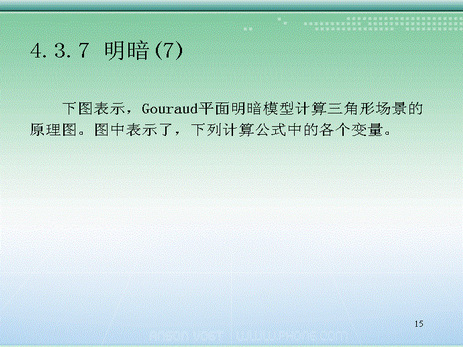 4.3.7 明暗(7)
下图表示，Gouraud平面明暗模型计算三角形场景的
原理图。图中表示了，下列计算公式中的各个变量。
15